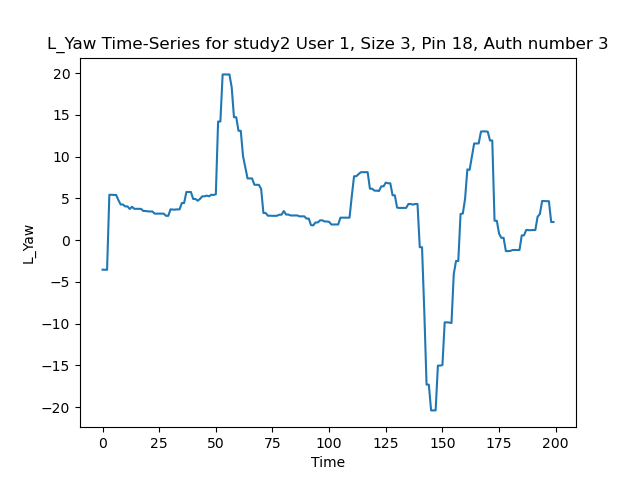 L_Yaw Time-Series for study2 User 1, Size 3, Pin 18, Auth number 3
20
15
10
5
0
−5
−10
−15
−20
L_Yaw
0 25 50 75 100 125 150 175 200
Time